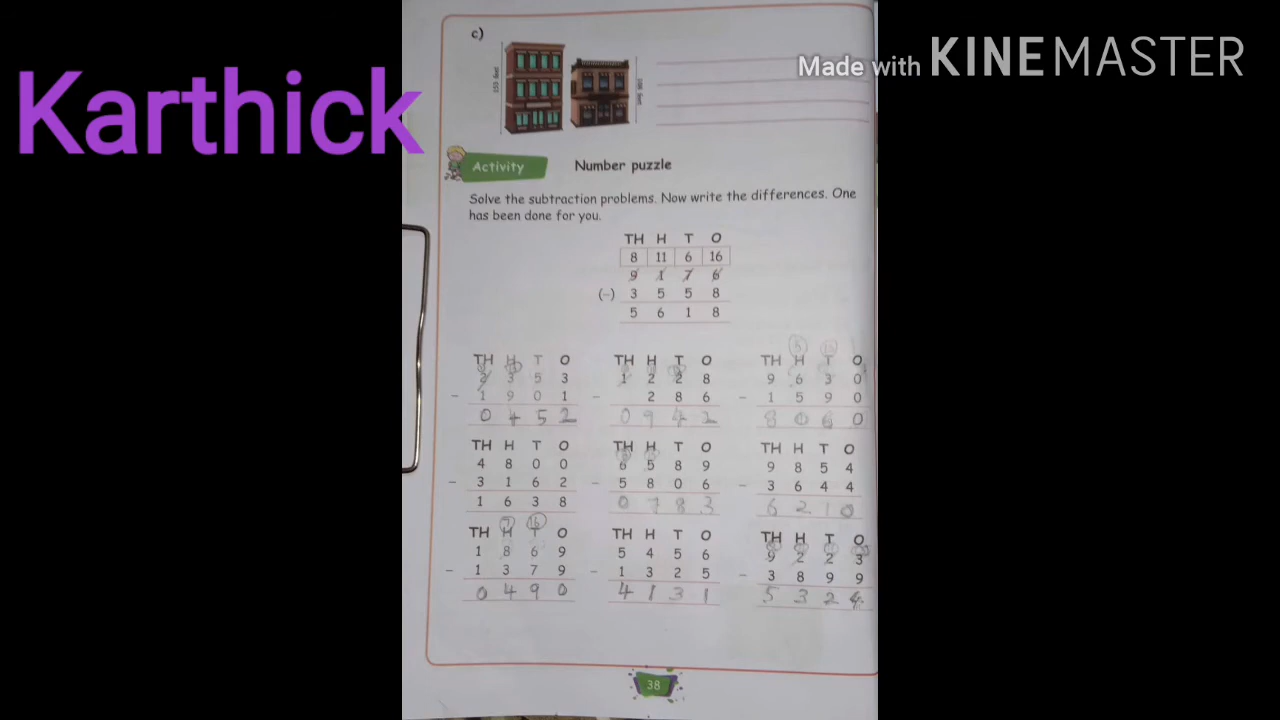 Karthick
Made with KINEMASTER
c)
Activity
Number puzzle
Solve the subtraction problems. Now write the differences. One
has been done for you.
TH H T O
8 11 6 16
9 1 7 6
(-) 3 5 5 8
5 6 1 8
TH H T O
2 3 5 3
- 1 9 0 1
0 4 5 2
TH H T O
1 2 2 8
- 2 8 6
0 9 4 2
5 13
TH H T O
9 6 3 0
- 1 5 9 0
8 0 0
TH H T O
4 8 0 0
- 3 1 6 2
1 6 3 8
TH H T O
6 5 8 9
- 5 8 0 6
0 7 8 3
TH H T O
9 8 5 4
- 3 6 4 4
6 2 1 0
7 16
TH H T O
1 8 6 9
- 1 3 7 9
0 4 9 0
TH H T O
5 4 5 6
- 1 3 2 5
4 1 3 1
TH H T O
9 2 2 3
- 3 8 9 9
5 3 2 4
38